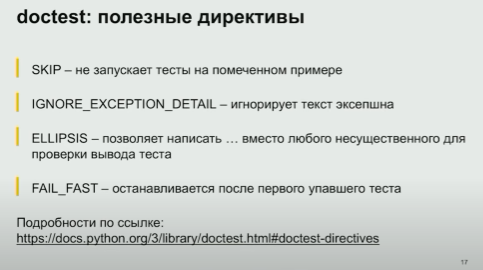 doctest: полезные директивы
SKIP – не запускает тесты на помеченном примере
IGNORE_EXCEPTION_DETAIL – игнорирует текст эксепшна
ELLIPSIS – позволяет написать … вместо любого несущественного для
проверки вывода теста
FAIL_FAST – останавливается после первого упавшего теста
Подробности по ссылке:
https://docs.python.org/3/library/doctest.html#doctest-directives
17